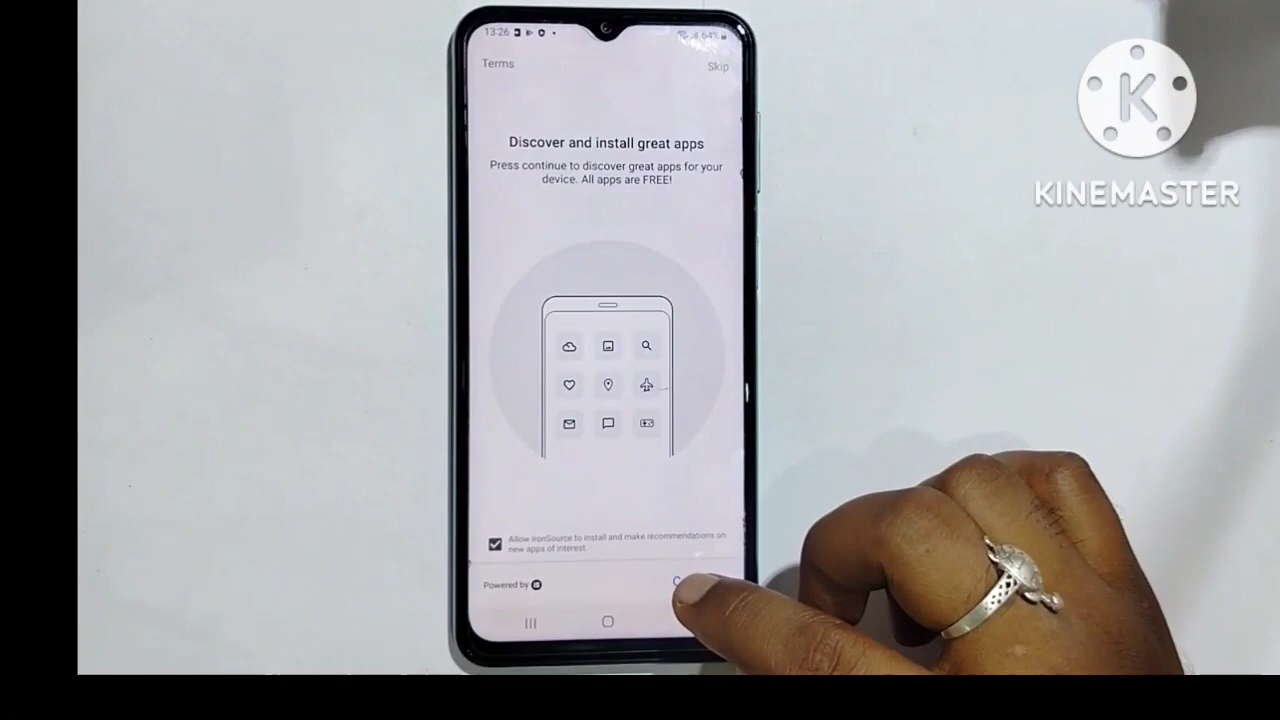 13:26
64%
Terms
Skip
Discover and install great apps
Press continue to discover great apps for your
device. All apps are FREE!
Allow ironSource to install and make recommendations on
new apps of interest.
Powered by
K
KINEMASTER